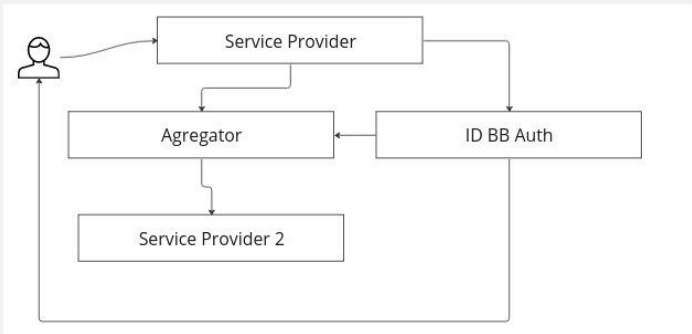 Service Provider
Agregator
ID BB Auth
Service Provider 2